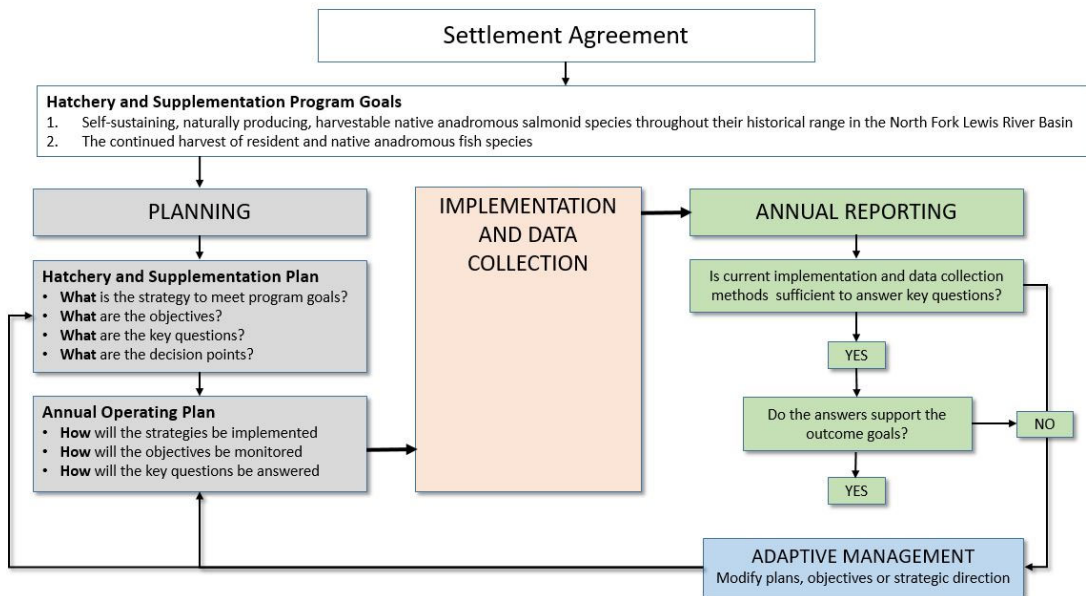 Settlement Agreement
Hatchery and Supplementation Program Goals
1. Self-sustaining, naturally producing, harvestable native anadromous salmonid species throughout their historical range in the North Fork Lewis River Basin
2. The continued harvest of resident and native anadromous fish species
PLANNING
Hatchery and Supplementation Plan
• What is the strategy to meet program goals?
• What are the objectives?
• What are the key questions?
• What are the decision points?
Annual Operating Plan
• How will the strategies be implemented
• How will the objectives be monitored
• How will the key questions be answered
IMPLEMENTATION
AND DATA
COLLECTION
ANNUAL REPORTING
Is current implementation and data collection
methods sufficient to answer key questions?
YES
Do the answers support the
outcome goals?
NO
YES
ADAPTIVE MANAGEMENT
Modify plans, objectives or strategic direction